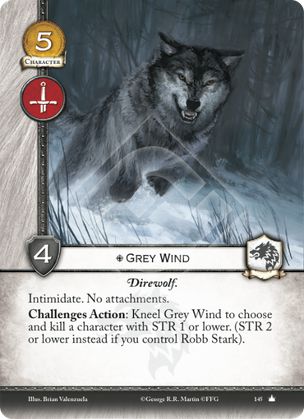 5
CHARACTER
4
GREY WIND
Direwolf.
Intimidate. No attachments.
Challenges Action: Kneel Grey Wind to choose
and kill a character with STR 1 or lower. (STR 2
or lower instead if you control Robb Stark).
Illus. Brian Valenzuela ©George R.R. Martin ©FFG 145